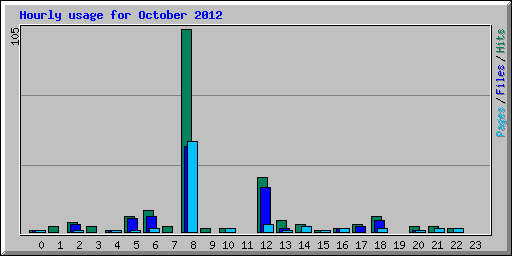 Hourly usage for October 2012
105
Pages / Files / Hits
0 1 2 3 4 5 6 7 8 9 10 11 12 13 14 15 16 17 18 19 20 21 22 23